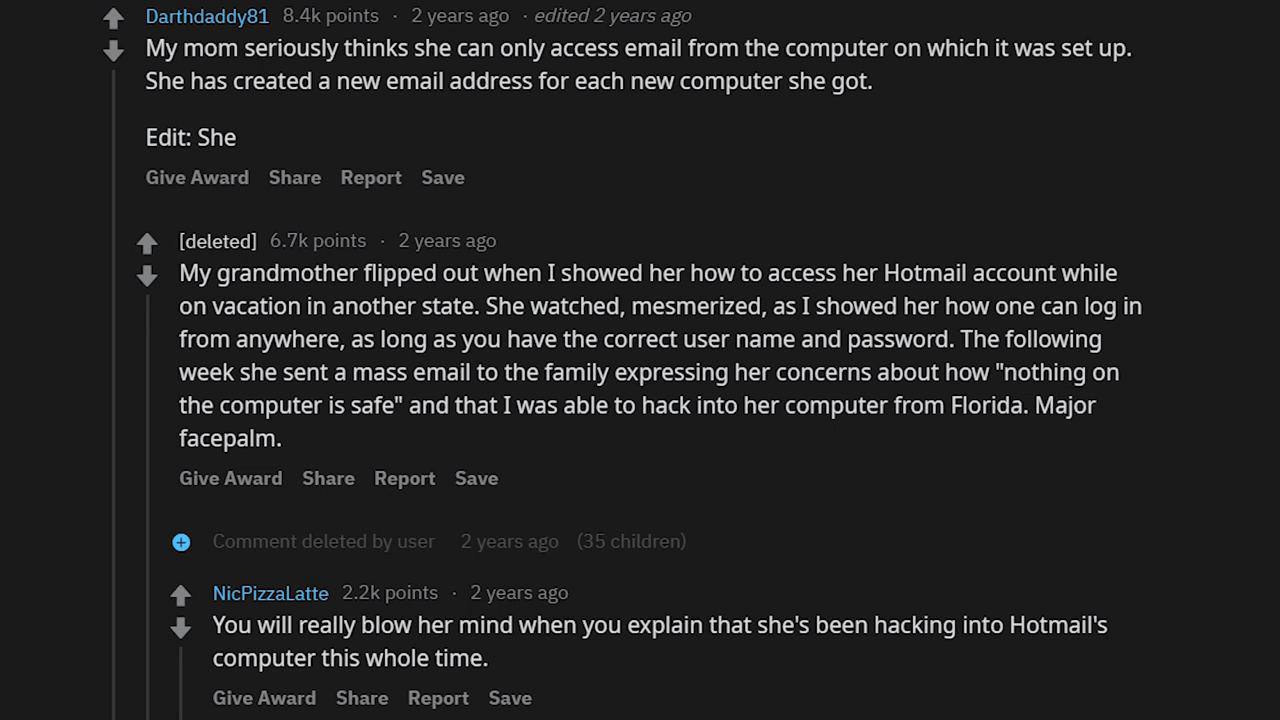 Darthdaddy81 8.4k points · 2 years ago · edited 2 years ago
My mom seriously thinks she can only access email from the computer on which it was set up.
She has created a new email address for each new computer she got.
Edit: She
Give Award Share Report Save
[deleted] 6.7k points · 2 years ago
My grandmother flipped out when I showed her how to access her Hotmail account while
on vacation in another state. She watched, mesmerized, as I showed her how one can log in
from anywhere, as long as you have the correct user name and password. The following
week she sent a mass email to the family expressing her concerns about how "nothing on
the computer is safe" and that I was able to hack into her computer from Florida. Major
facepalm.
Give Award Share Report Save
Comment deleted by user 2 years ago (35 children)
NicPizzaLatte 2.2k points · 2 years ago
You will really blow her mind when you explain that she's been hacking into Hotmail's
computer this whole time.
Give Award Share Report Save